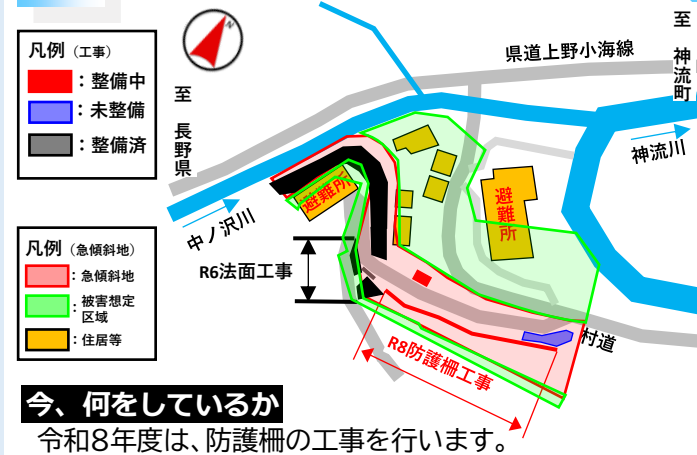 凡例（工事）
：整備中
：未整備
：整備済
至 長野県
県道上野小海線
至 神流町
神流川
中ノ沢川
避難所
避難所
R6法面工事
凡例（急傾斜地）
：急傾斜地
：被害想定
区域
：住居等
村道
R8防護柵工事
今、何をしているか
令和８年度は、防護柵の工事を行います。